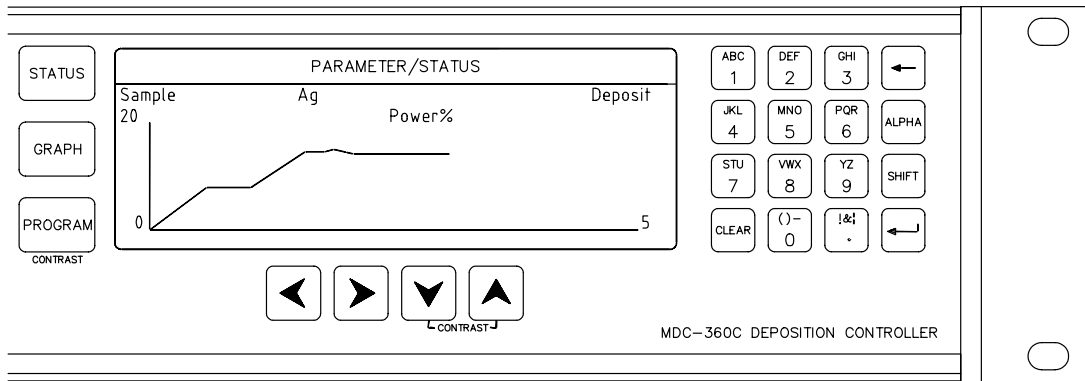 STATUS
GRAPH
PROGRAM
CONTRAST
PARAMETER/STATUS
Sample Ag Deposit
20 Power%
0 5
CONTRAST
ABC
1
DEF
2
GHI
3
JKL
4
MNO
5
PQR
6
ALPHA
STU
7
VWX
8
YZ
9
SHIFT
CLEAR
()-
0
!&¦
.
MDC-360C DEPOSITION CONTROLLER